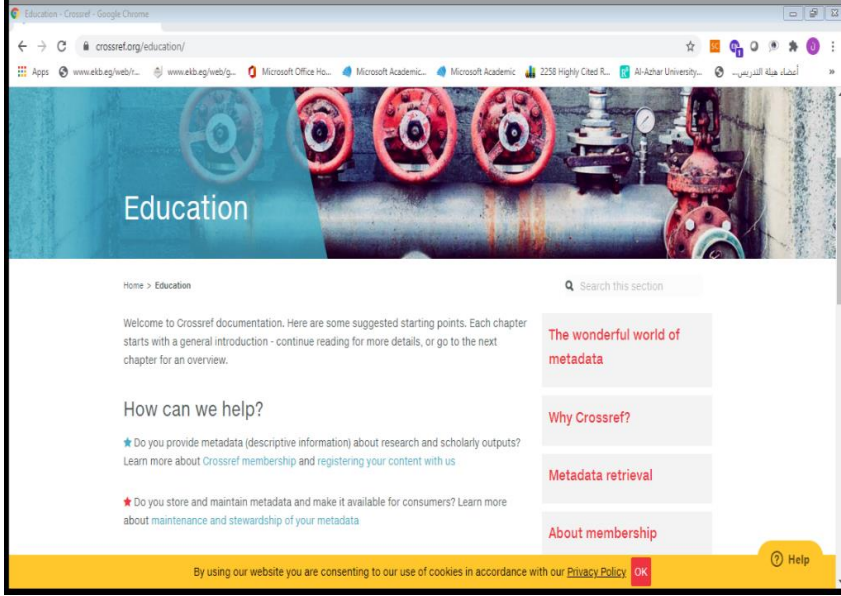 Education - Crossref - Google Chrome
crossref.org/education/
Apps www.ekb.eg/web/r... www.ekb.eg/web/g... Microsoft Office Ho... Microsoft Academic... Microsoft Academic 2258 Highly Cited R... Al-Azhar University... أعضاء هيئة التدريس... »
Education
Home > Education
Search this section
Welcome to Crossref documentation. Here are some suggested starting points. Each chapter
starts with a general introduction - continue reading for more details, or go to the next
chapter for an overview.
How can we help?
Do you provide metadata (descriptive information) about research and scholarly outputs?
Learn more about Crossref membership and registering your content with us
Do you store and maintain metadata and make it available for consumers? Learn more
about maintenance and stewardship of your metadata
The wonderful world of
metadata
Why Crossref?
Metadata retrieval
About membership
Help
By using our website you are consenting to our use of cookies in accordance with our Privacy Policy OK